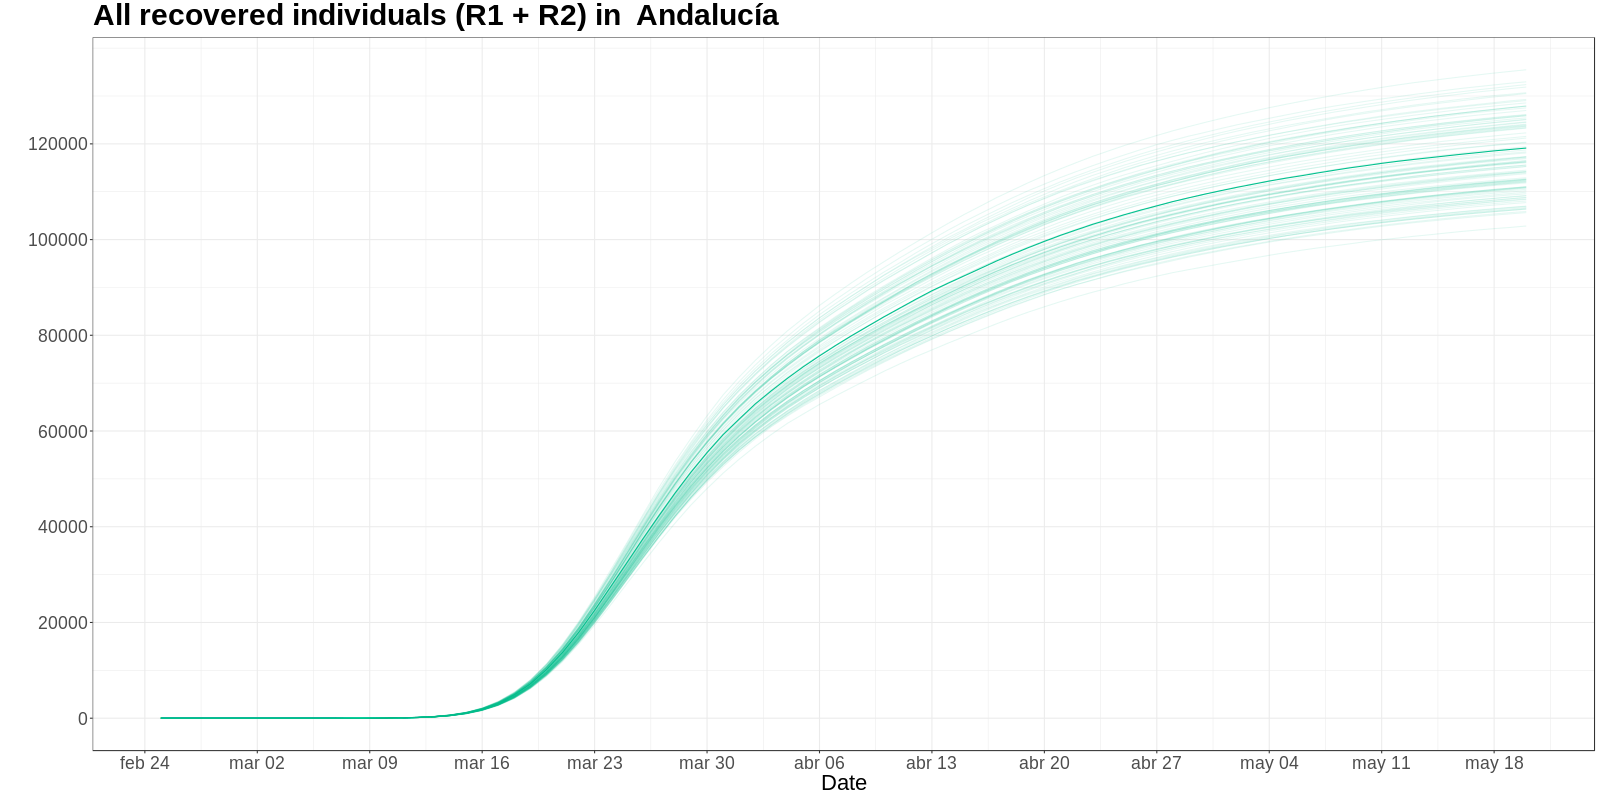 All recovered individuals (R1 + R2) in  Andalucía
120000
100000
80000
60000
40000
20000
0
feb 24 mar 02 mar 09 mar 16 mar 23 mar 30 abr 06 abr 13 abr 20 abr 27 may 04 may 11 may 18
Date